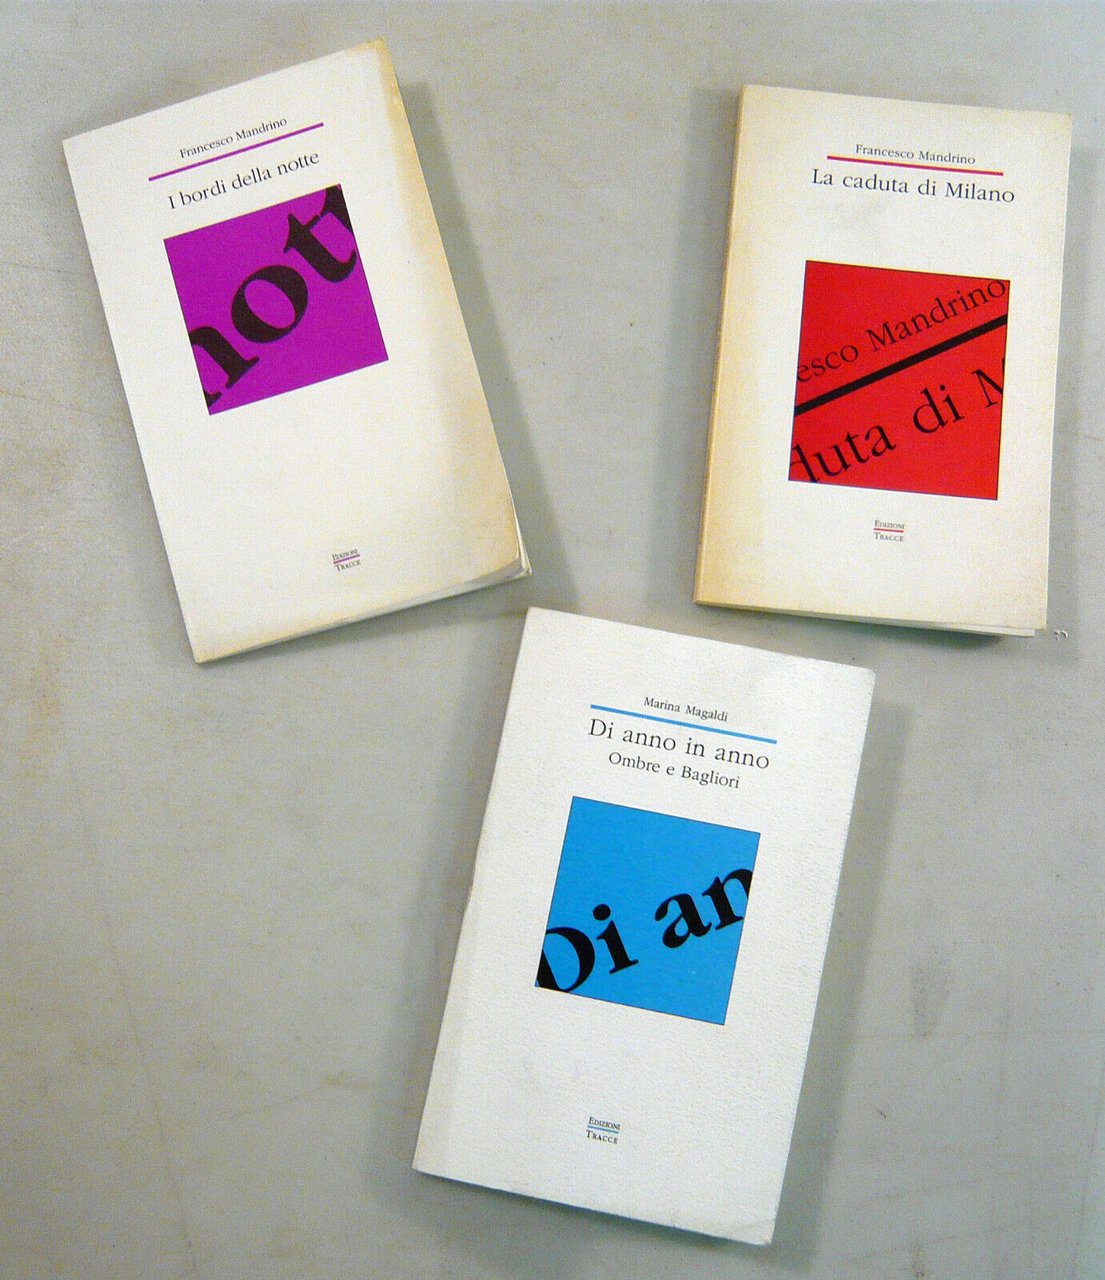 Francesco Mandrino
I bordi della notte
nott
EDIZIONI
TRACCE
Francesco Mandrino
La caduta di Milano
esco Mandrino
duta di M
EDIZIONI
TRACCE
Marina Magaldi
Di anno in anno
Ombre e Bagliori
Di an
EDIZIONI
TRACCE